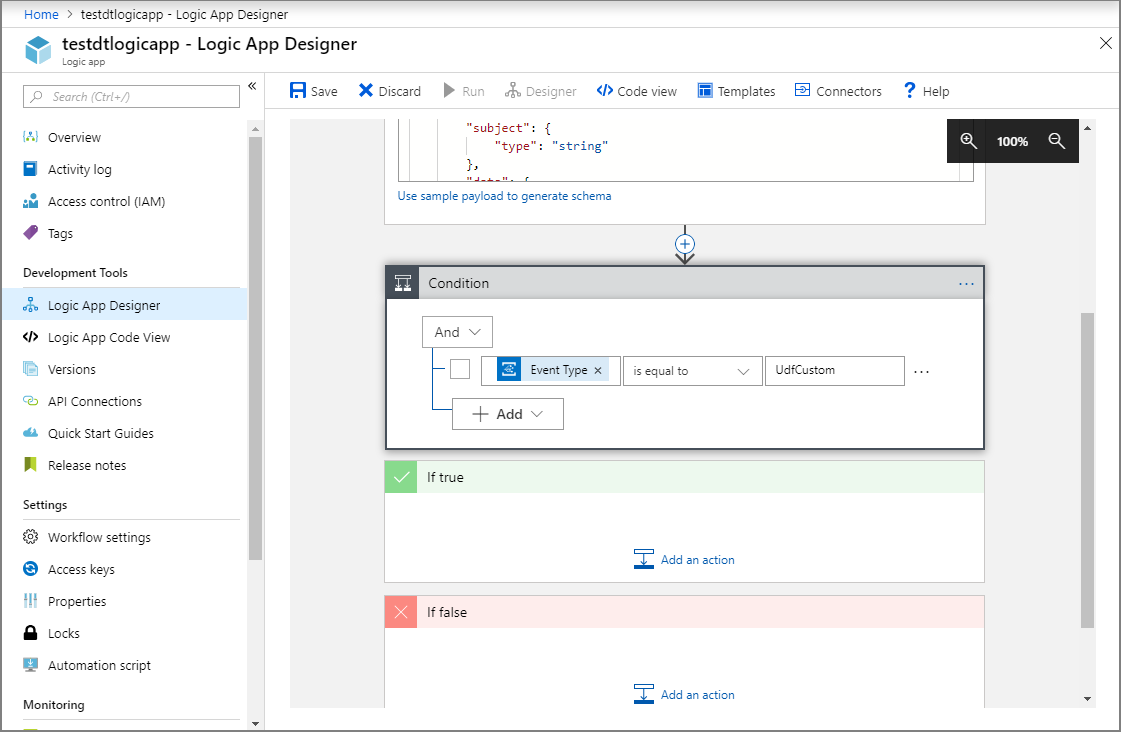 Home > testdtlogicapp - Logic App Designer
testdtlogicapp - Logic App Designer
Logic app
Search (Ctrl+/)
«
Overview
Activity log
Access control (IAM)
Tags
Development Tools
Logic App Designer
Logic App Code View
Versions
API Connections
Quick Start Guides
Release notes
Settings
Workflow settings
Access keys
Properties
Locks
Automation script
Monitoring
Save Discard Run Designer Code view Templates Connectors ? Help
"subject": {
"type": "string"
},
"data": {
100%
Use sample payload to generate schema
Condition ...
And
Event Type × is equal to UdfCustom ...
+ Add
If true
Add an action
If false
Add an action